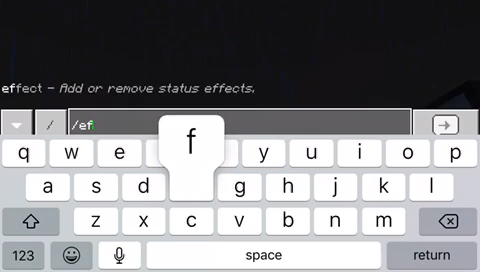 effect - Add or remove status effects.
/ /ef
f
q w e y u i o p
a s d g h j k l
z x c v b n m
123 space return